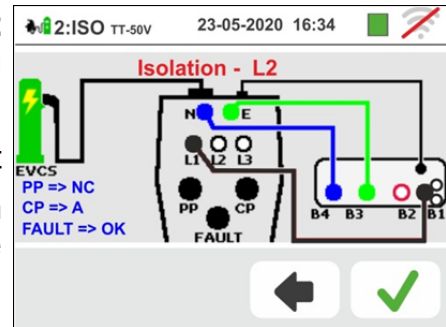 2:ISO TT-50V 23-05-2020 16:34
Isolation - L2
N E
L1 L2 L3
EVCS
PP => NC
CP => A
FAULT => OK
PP CP
FAULT
B4 B3 B2 B1